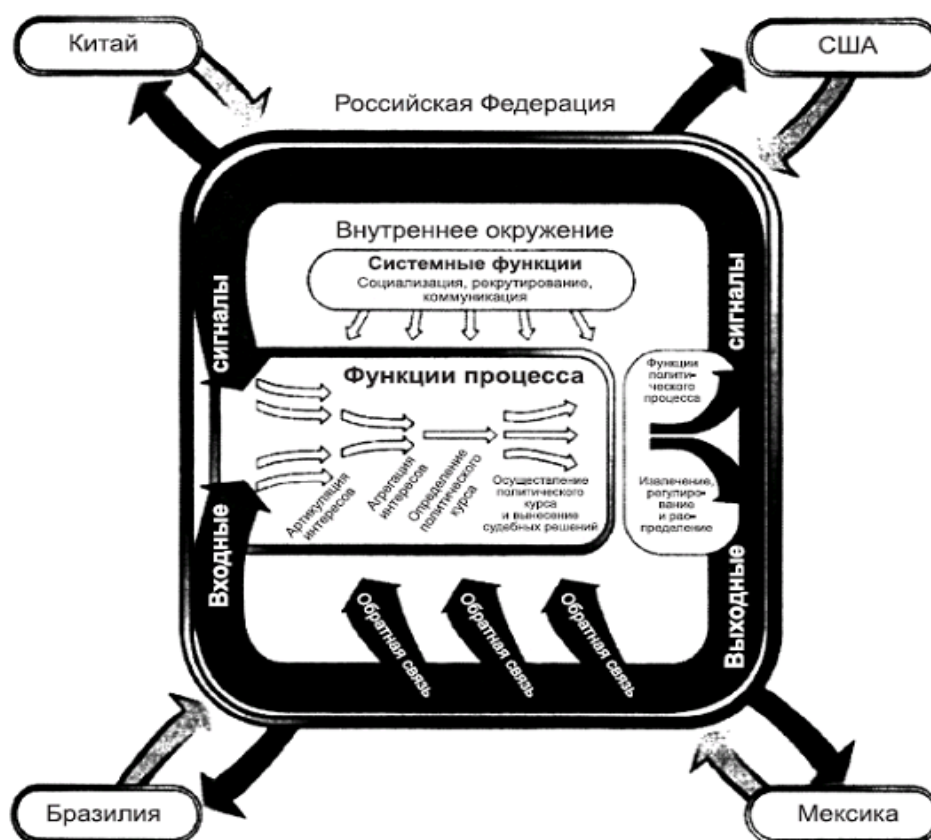 Китай
США
Российская Федерация
Внутреннее окружение
Системные функции
Социализация, рекрутирование,
коммуникация
сигналы
сигналы
Функции процесса
Функции
полити-
ческого
процесса
Артикуляция
интересов
Агрегация
интересов
Определение
политического
курса
Осуществление
политического
курса
и вынесение
судебных решений
Извлечение,
регулиро-
вание
и рас-
пределение
Входные
Выходные
Обратная связь
Обратная связь
Обратная связь
Бразилия
Мексика